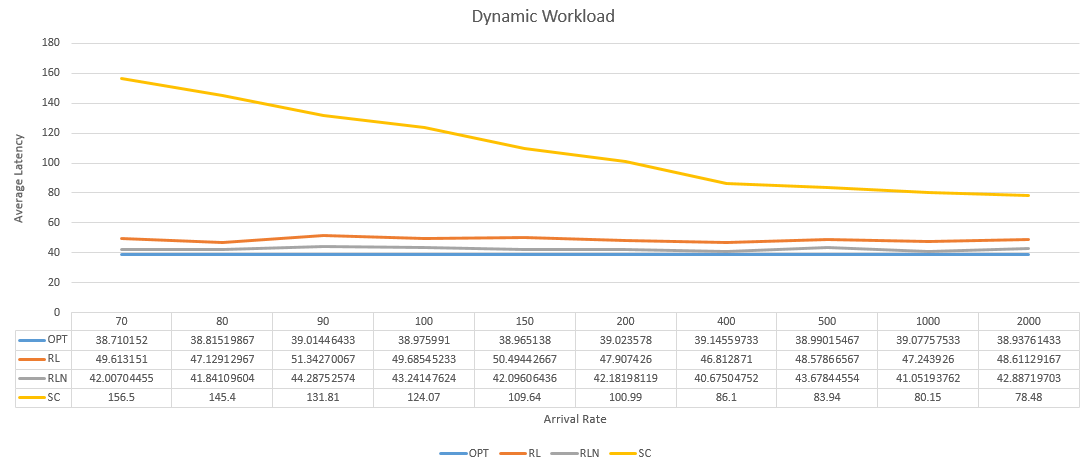 Dynamic Workload
180
160
140
120
100
80
60
40
20
0
Average Latency
70 80 90 100 150 200 400 500 1000 2000
OPT 38.710152 38.81519867 39.01446433 38.975991 38.965138 39.023578 39.14559733 38.99015467 39.07757533 38.93761433
RL 49.613151 47.12912967 51.34270067 49.68545233 50.49442667 47.907426 46.812871 48.57866567 47.243926 48.61129167
RLN 42.00704455 41.84109604 44.28752574 43.24147624 42.09606436 42.18198119 40.67504752 43.67844554 41.05193762 42.88719703
SC 156.5 145.4 131.81 124.07 109.64 100.99 86.1 83.94 80.15 78.48
Arrival Rate
OPT RL RLN SC